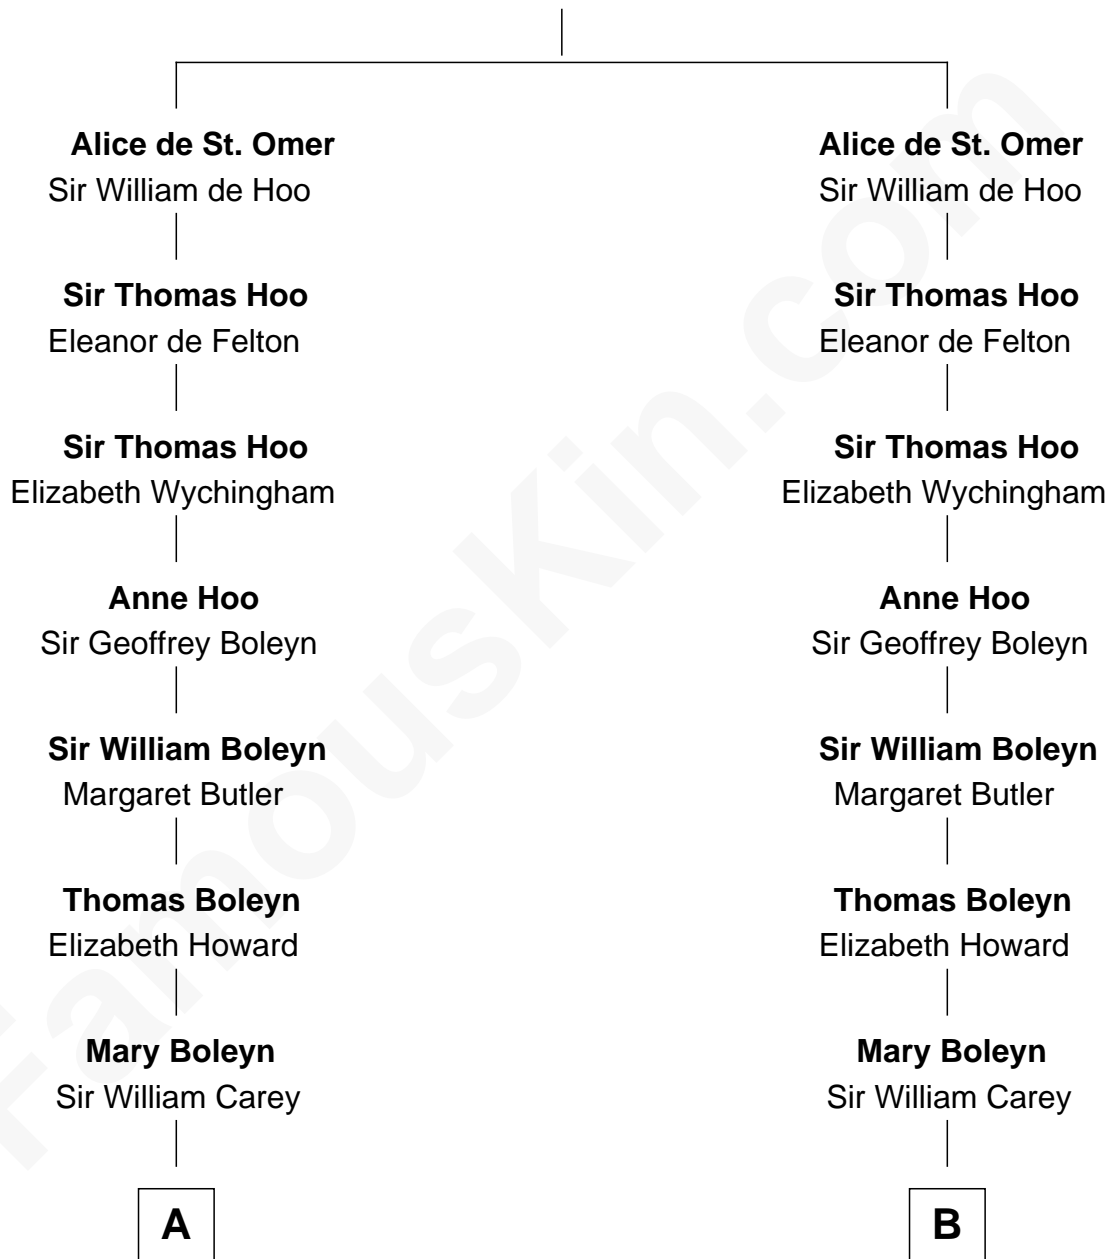 Alice de St. Omer Alice de St. Omer
Sir William de Hoo Sir William de Hoo
Sir Thomas Hoo Sir Thomas Hoo
Eleanor de Felton Eleanor de Felton
Sir Thomas Hoo Sir Thomas Hoo
Elizabeth Wychingham Elizabeth Wychingham
Anne Hoo Anne Hoo
Sir Geoffrey Boleyn Sir Geoffrey Boleyn
Sir William Boleyn Sir William Boleyn
Margaret Butler Margaret Butler
Thomas Boleyn Thomas Boleyn
Elizabeth Howard Elizabeth Howard
Mary Boleyn Mary Boleyn
Sir William Carey Sir William Carey
A B
FamousKin.com